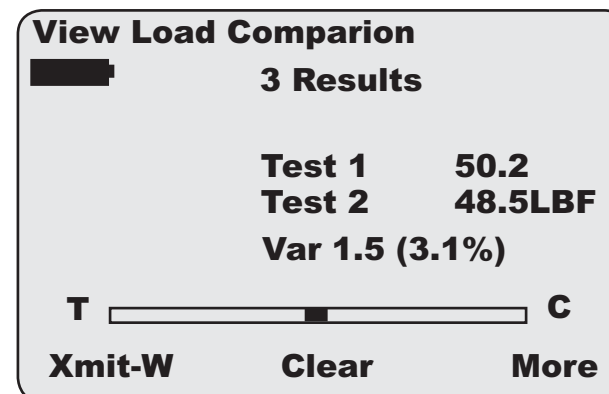 View Load Comparion
3 Results
Test 1 50.2
Test 2 48.5LBF
Var 1.5 (3.1%)
T C
Xmit-W Clear More